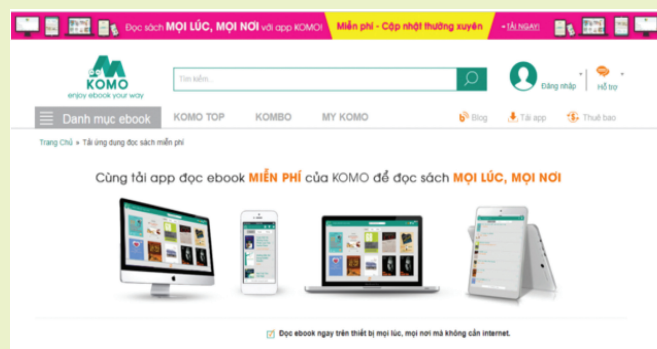 Đọc sách MỌI LÚC, MỌI NƠI với app KOMO! Miễn phí - Cập nhật thường xuyên TẢI NGAY!
es KOMO
enjoy ebook your way
Tìm kiếm...
Đăng nhập
Hỗ trợ
Danh mục ebook KOMO TOP KOMBO MY KOMO Blog Tải app Thuê bao
Trang Chủ » Tải ứng dụng đọc sách miễn phí
Cùng tải app đọc ebook MIỄN PHÍ của KOMO để đọc sách MỌI LÚC, MỌI NƠI
Đọc ebook ngay trên thiết bị mọi lúc, mọi nơi mà không cần internet.